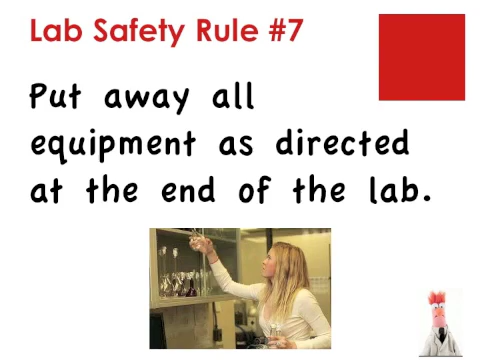 Lab Safety Rule #7
Put away all
equipment as directed
at the end of the lab.